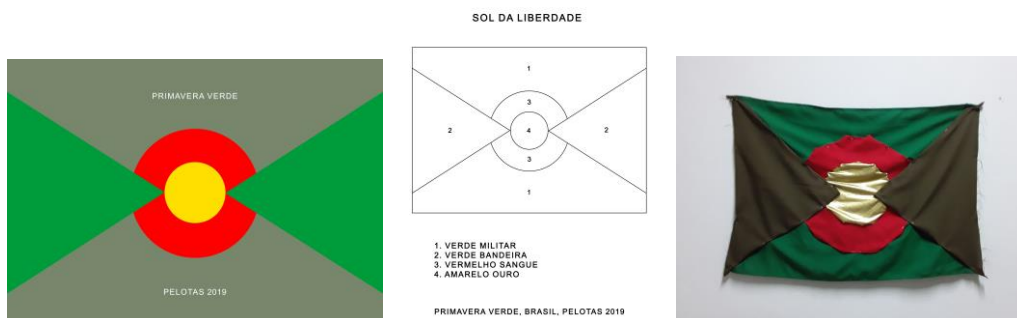 PRIMAVERA VERDE
PELOTAS 2019
SOL DA LIBERDADE
1
3
2
4
2
3
1
1. VERDE MILITAR
2. VERDE BANDEIRA
3. VERMELHO SANGUE
4. AMARELO OURO
PRIMAVERA VERDE, BRASIL, PELOTAS 2019